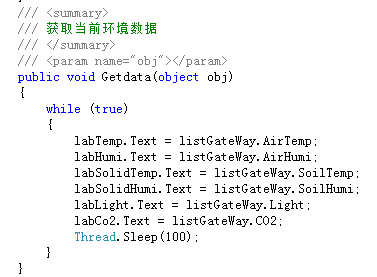 /// <summary>
/// 获取当前环境数据
/// </summary>
/// <param name="obj"></param>
public void Getdata(object obj)
{
    while (true)
    {
        labTemp.Text = listGateWay.AirTemp;
        labHumi.Text = listGateWay.AirHumi;
        labSolidTemp.Text = listGateWay.SoilTemp;
        labSolidHumi.Text = listGateWay.SoilHumi;
        labLight.Text = listGateWay.Light;
        labCo2.Text = listGateWay.CO2;
        Thread.Sleep(100);
    }
}